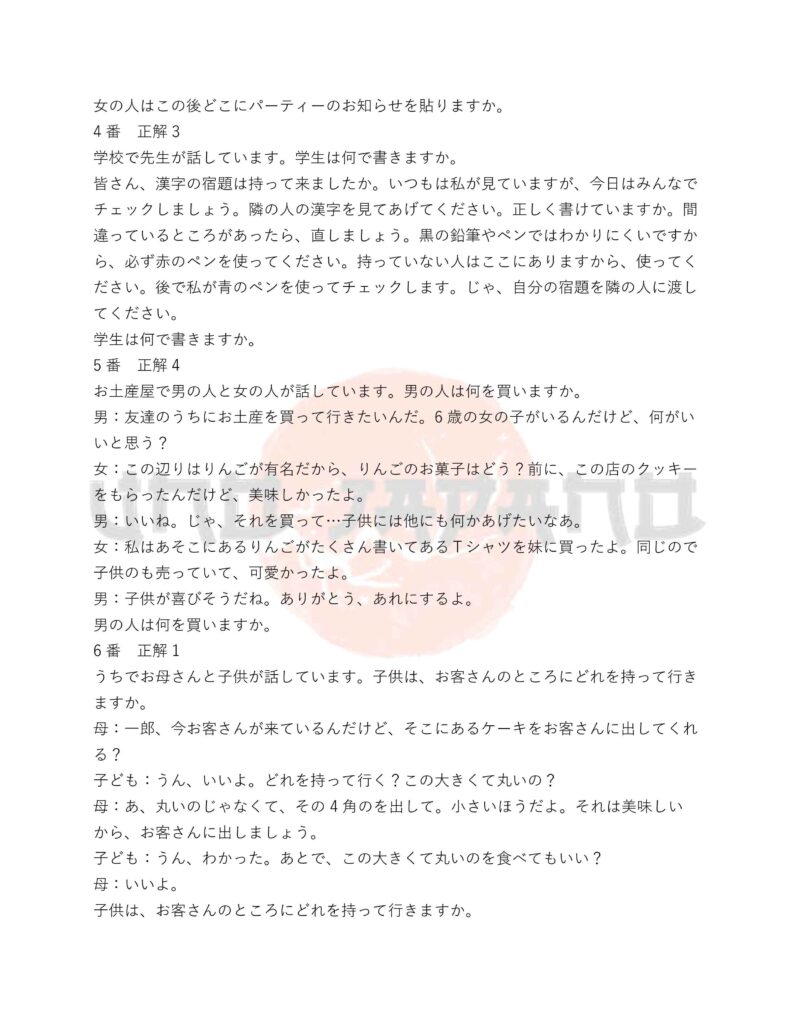 女の人はこの後どこにパーティーのお知らせを貼りますか。
4 番　正解 3
学校で先生が話しています。学生は何で書きますか。
皆さん、漢字の宿題は持って来ましたか。いつもは私が見ていますが、今日はみんなで
チェックしましょう。隣の人の漢字を見てあげてください。正しく書けていますか。間
違っているところがあったら、直しましょう。黒の鉛筆やペンではわかりにくいですか
ら、必ず赤のペンを使ってください。持っていない人はここにありますから、使ってく
ださい。後で私が青のペンを使ってチェックします。じゃ、自分の宿題を隣の人に渡し
てください。
学生は何で書きますか。
5 番　正解 4
お土産屋で男の人と女の人が話しています。男の人は何を買いますか。
男：友達のうちにお土産を買って行きたいんだ。6 歳の女の子がいるんだけど、何がい
いと思う？
女：この辺りはりんごが有名だから、りんごのお菓子はどう？前に、この店のクッキー
をもらったんだけど、美味しかったよ。
男：いいね。じゃ、それを買って…子供には他にも何かあげたいなあ。
女：私はあそこにあるりんごがたくさん書いてある T シャツを妹に買ったよ。同じので
子供のも売っていて、可愛かったよ。
男：子供が喜びそうだね。ありがとう、あれにするよ。
男の人は何を買いますか。
6 番　正解 1
うちでお母さんと子供が話しています。子供は、お客さんのところにどれを持って行き
ますか。
母：一郎、今お客さんが来ているんだけど、そこにあるケーキをお客さんに出してくれ
る？
子ども：うん、いいよ。どれを持って行く？この大きくて丸いの？
母：あ、丸いのじゃなくて、その 4 角のを出して。小さいほうだよ。それは美味しい
から、お客さんに出しましょう。
子ども：うん、わかった。あとで、この大きくて丸いのを食べてもいい？
母：いいよ。
子供は、お客さんのところにどれを持って行きますか。